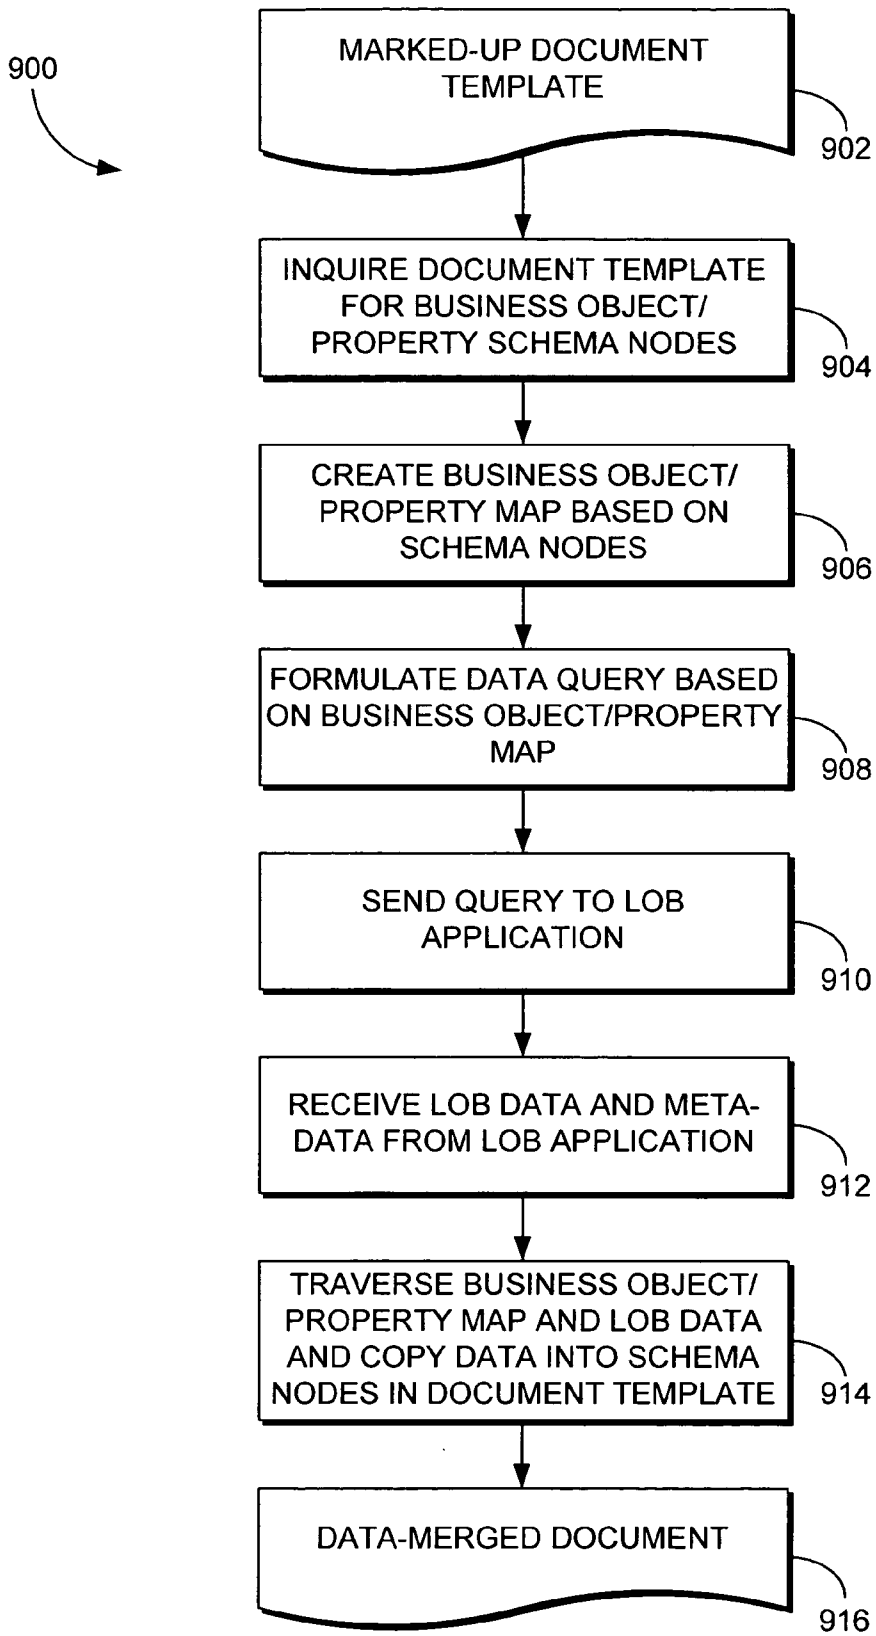 900
MARKED-UP DOCUMENT
TEMPLATE
902
INQUIRE DOCUMENT TEMPLATE
FOR BUSINESS OBJECT/
PROPERTY SCHEMA NODES
904
CREATE BUSINESS OBJECT/
PROPERTY MAP BASED ON
SCHEMA NODES
906
FORMULATE DATA QUERY BASED
ON BUSINESS OBJECT/PROPERTY
MAP
908
SEND QUERY TO LOB
APPLICATION
910
RECEIVE LOB DATA AND META-
DATA FROM LOB APPLICATION
912
TRAVERSE BUSINESS OBJECT/
PROPERTY MAP AND LOB DATA
AND COPY DATA INTO SCHEMA
NODES IN DOCUMENT TEMPLATE
914
DATA-MERGED DOCUMENT
916